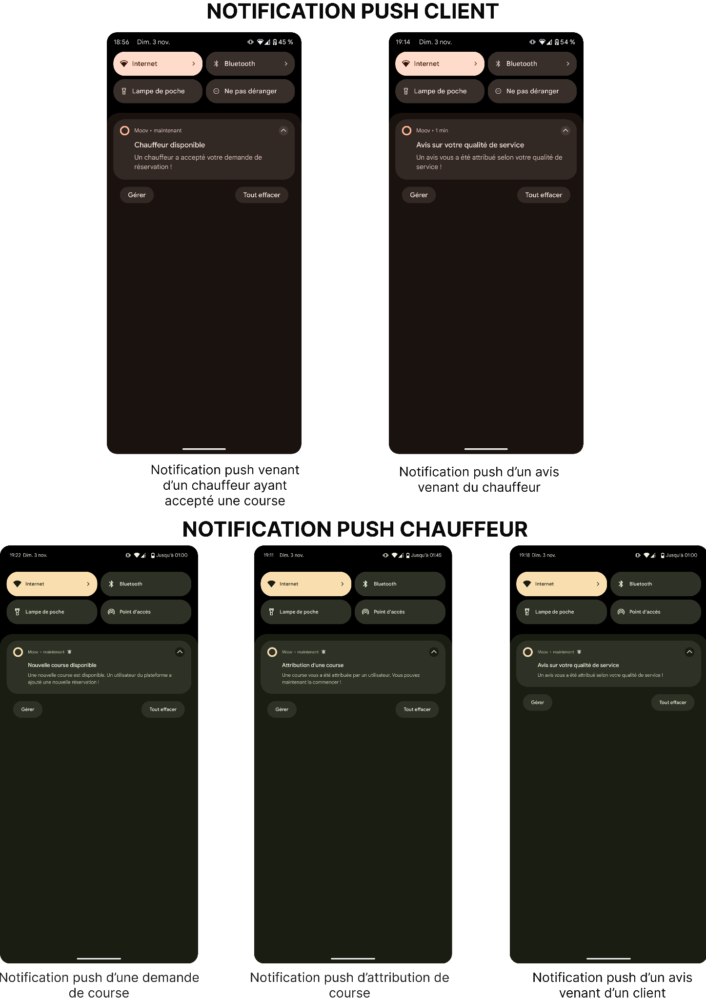 NOTIFICATION PUSH CLIENT
18:56 Dim. 3 nov. 45 %
Internet
Bluetooth
Lampe de poche
Ne pas déranger
Moov • maintenant
Chauffeur disponible
Un chauffeur a accepté votre demande de
réservation !
Gérer
Tout effacer
Notification push venant
d’un chauffeur ayant
accepté une course
19:14 Dim. 3 nov. 54 %
Internet
Bluetooth
Lampe de poche
Ne pas déranger
Moov • 1 min
Avis sur votre qualité de service
Un avis vous a été attribué selon votre qualité de
service !
Gérer
Tout effacer
Notification push d’un avis
venant du chauffeur
NOTIFICATION PUSH CHAUFFEUR
19:22 Dim. 3 nov. Jusqu'à 01:00
Internet
Bluetooth
Lampe de poche
Point d'accès
Moov • maintenant
Nouvelle course disponible
Une nouvelle course est disponible. Un utilisateur du plateforme a
ajouté une nouvelle réservation !
Gérer
Tout effacer
Notification push d’une demande
de course
19:11 Dim. 3 nov. Jusqu'à 01:45
Internet
Bluetooth
Lampe de poche
Point d'accès
Moov • maintenant
Attribution d'une course
Une course vous a été attribuée par un utilisateur. Vous pouvez
maintenant la commencer !
Gérer
Tout effacer
Notification push d’attribution de
course
19:18 Dim. 3 nov. Jusqu'à 01:00
Internet
Bluetooth
Lampe de poche
Point d'accès
Moov • maintenant
Avis sur votre qualité de service
Un avis vous a été attribué selon votre qualité de service !
Gérer
Tout effacer
Notification push d’un avis
venant d’un client